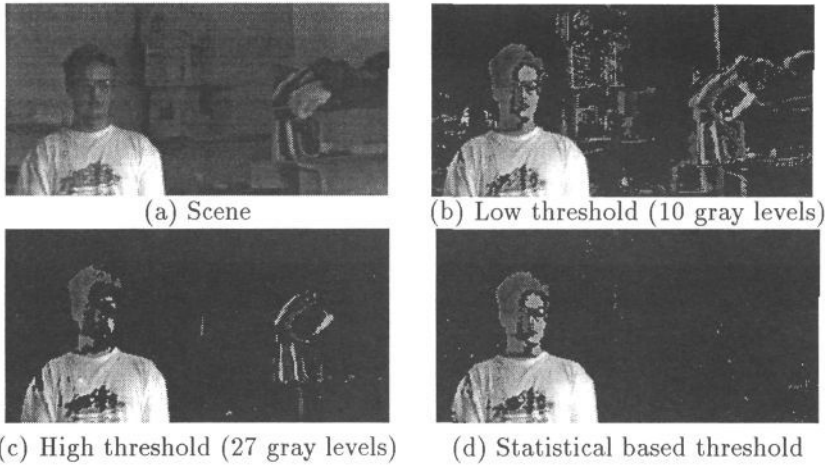 (a) Scene
(b) Low threshold (10 gray levels)
(c) High threshold (27 gray levels)
(d) Statistical based threshold